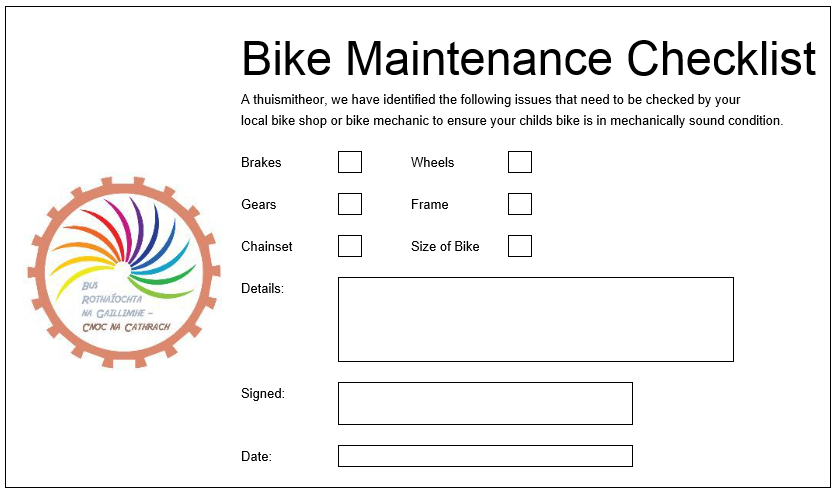 Bike Maintenance Checklist
A thuismitheor, we have identified the following issues that need to be checked by your
local bike shop or bike mechanic to ensure your childs bike is in mechanically sound condition.
Brakes Wheels
Gears Frame
Chainset Size of Bike
Details:
Signed:
Date:
Bus
Rothaíochta
na Gaillimhe –
Cnoc na Cathrach